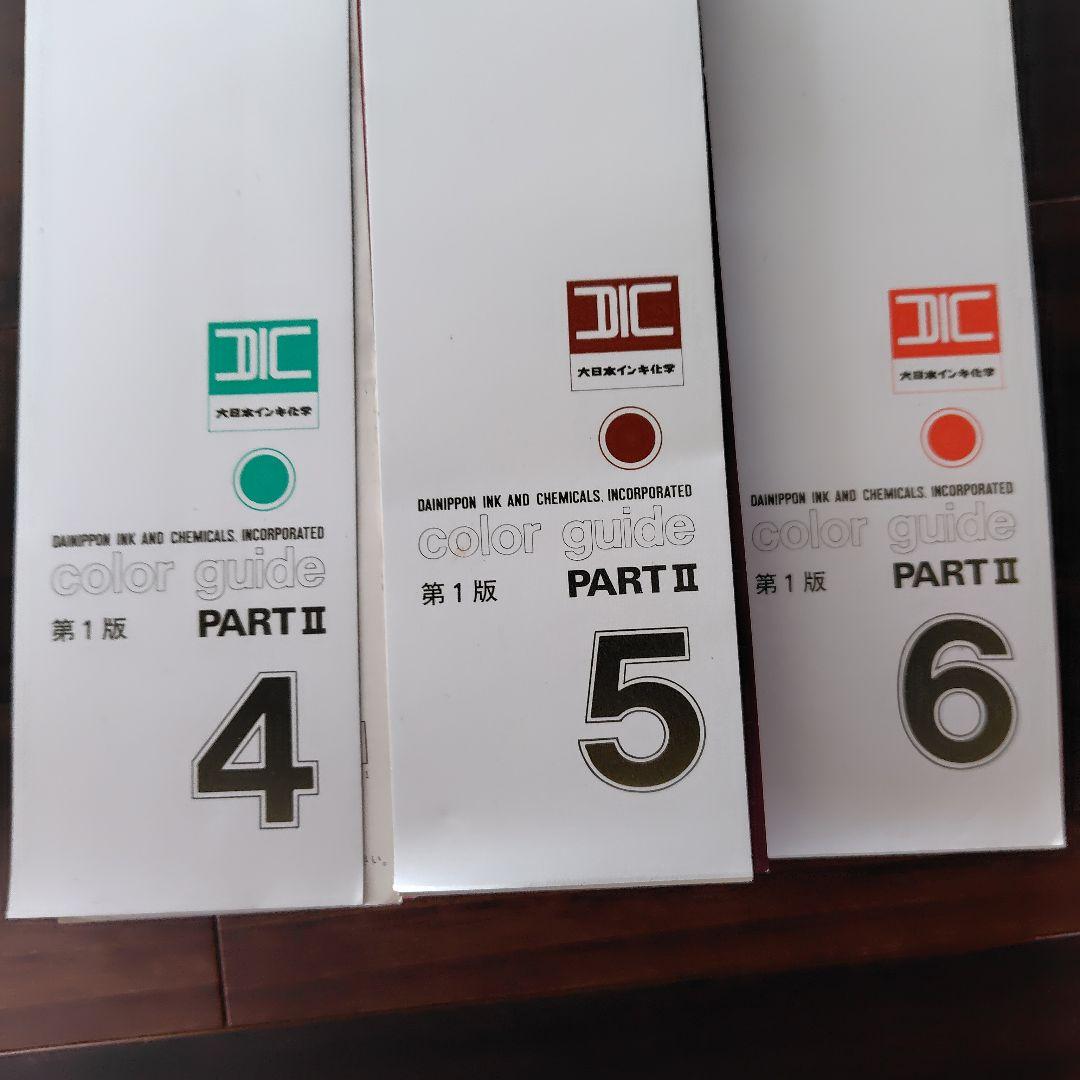 DIC
大日本インキ化学
DAINIPPON INK AND CHEMICALS, INCORPORATED
color guide
第1版 PART II
4
DIC
大日本インキ化学
DAINIPPON INK AND CHEMICALS, INCORPORATED
color guide
第1版 PART II
5
DIC
大日本インキ化学
DAINIPPON INK AND CHEMICALS, INCORPORATED
color guide
第1版 PART II
6